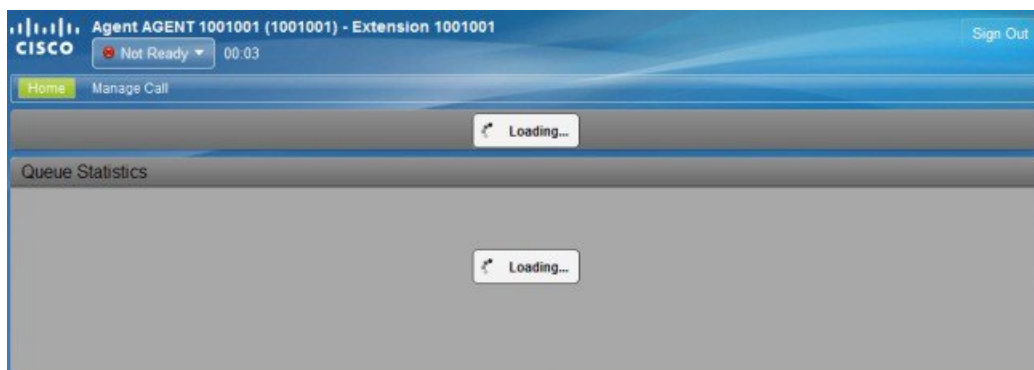 Agent AGENT 1001001 (1001001) - Extension 1001001
Sign Out
CISCO
Not Ready 00:03
Home Manage Call
Loading...
Queue Statistics
Loading...